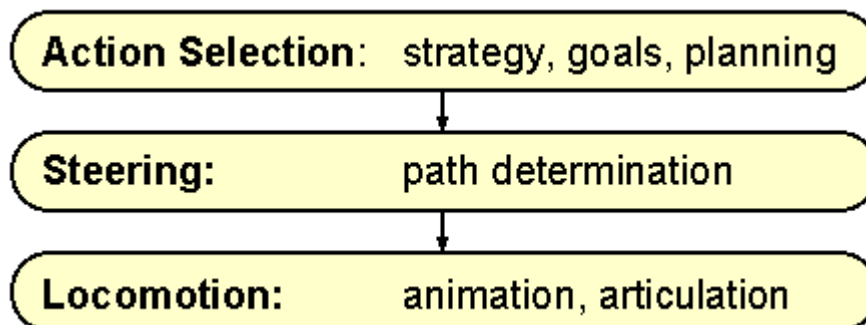 Action Selection: strategy, goals, planning
Steering: path determination
Locomotion: animation, articulation